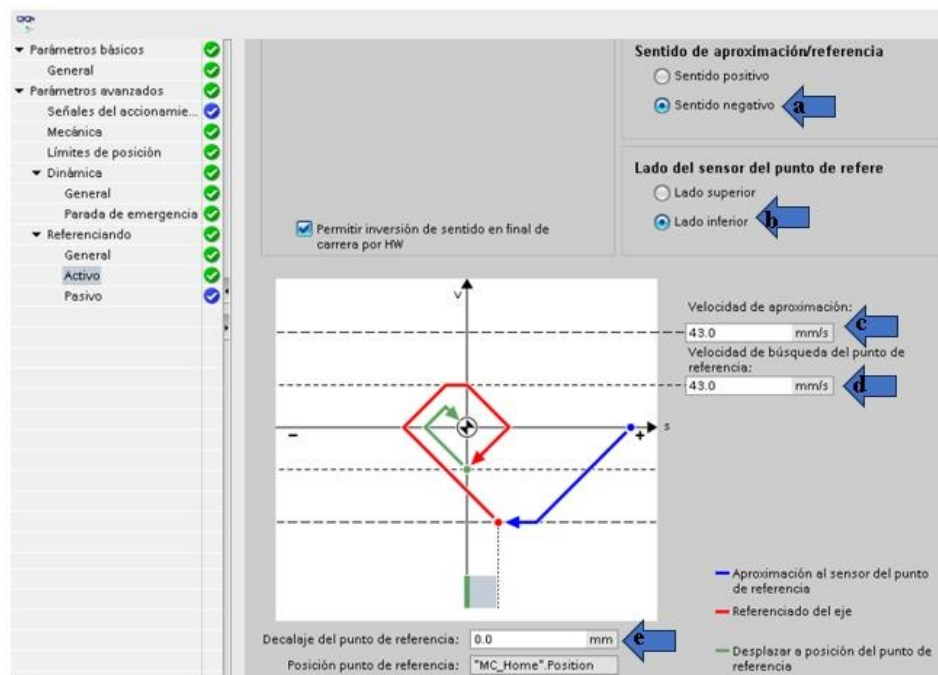 Parámetros básicos
General
Parámetros avanzados
Señales del accionamie...
Mecánica
Límites de posición
Dinámica
General
Parada de emergencia
Referenciando
General
Activo
Pasivo
Sentido de aproximación/referencia
Sentido positivo
Sentido negativo
a
Lado del sensor del punto de refere
Lado superior
Lado inferior
b
Permitir inversión de sentido en final de
carrera por HW
Velocidad de aproximación:
43.0 mm/s
c
Velocidad de búsqueda del punto de
referencia:
43.0 mm/s
d
v
s
−
+
Aproximación al sensor del punto
de referencia
Referenciado del eje
Desplazar a posición del punto de
referencia
Decalaje del punto de referencia: 0.0 mm
e
Posición punto de referencia: "MC_Home".Position